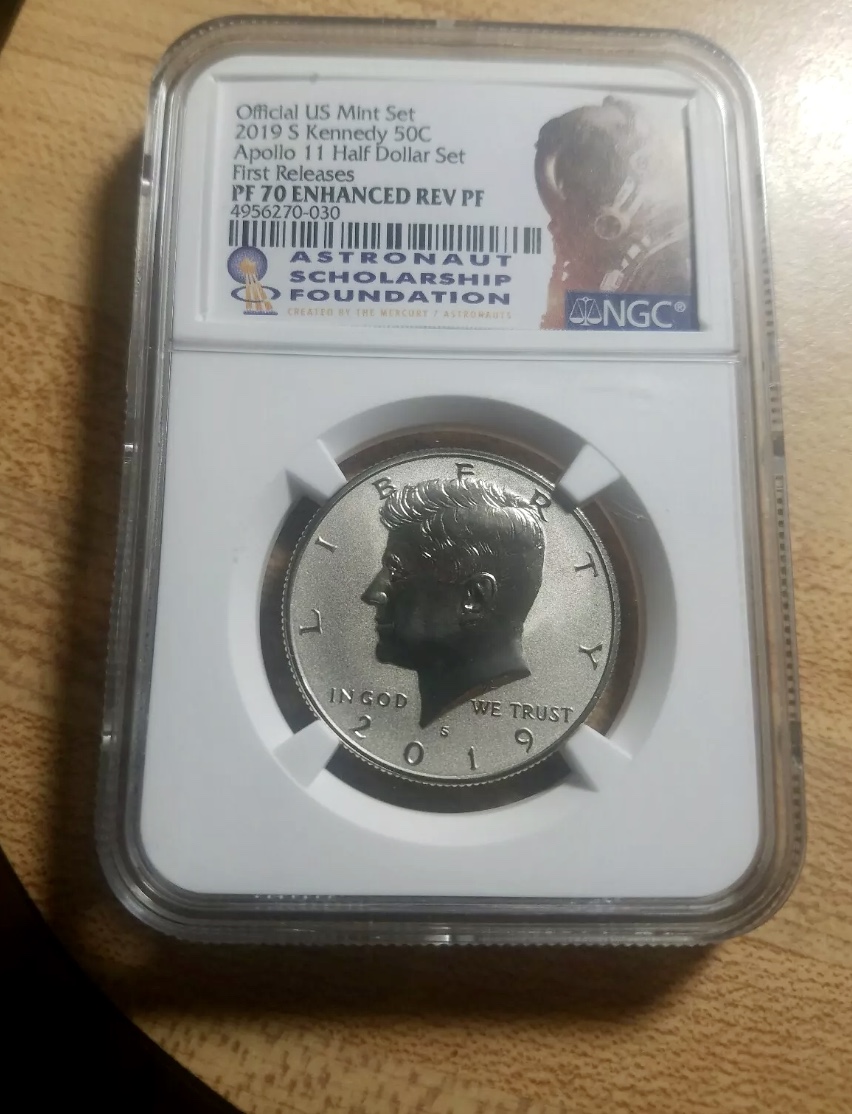 Official US Mint Set
2019 S Kennedy 50C
Apollo 11 Half Dollar Set
First Releases
PF 70 ENHANCED REV PF
4956270-030
ASTRONAUT
SCHOLARSHIP
FOUNDATION
CREATED BY THE MERCURY 7 ASTRONAUTS
NGC®
LIBERTY
IN GOD WE TRUST
S
2019